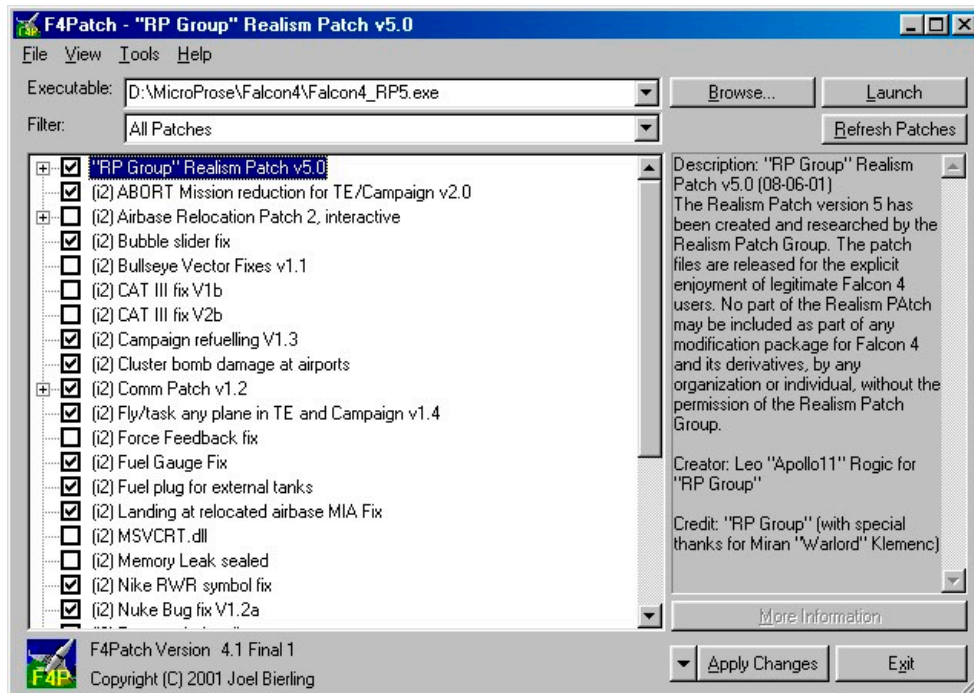 F4Patch - "RP Group" Realism Patch v5.0
File View Tools Help
Executable: D:\MicroProse\Falcon4\Falcon4_RP5.exe Browse... Launch
Filter: All Patches Refresh Patches
"RP Group" Realism Patch v5.0
(i2) ABORT Mission reduction for TE/Campaign v2.0
(i2) Airbase Relocation Patch 2, interactive
(i2) Bubble slider fix
(i2) Bullseye Vector Fixes v1.1
(i2) CAT III fix V1b
(i2) CAT III fix V2b
(i2) Campaign refuelling V1.3
(i2) Cluster bomb damage at airports
(i2) Comm Patch v1.2
(i2) Fly/task any plane in TE and Campaign v1.4
(i2) Force Feedback fix
(i2) Fuel Gauge Fix
(i2) Fuel plug for external tanks
(i2) Landing at relocated airbase MIA Fix
(i2) MSVCRT.dll
(i2) Memory Leak sealed
(i2) Nike RWR symbol fix
(i2) Nuke Bug fix V1.2a
Description: "RP Group" Realism
Patch v5.0 (08-06-01)
The Realism Patch version 5 has
been created and researched by the
Realism Patch Group. The patch
files are released for the explicit
enjoyment of legitimate Falcon 4
users. No part of the Realism PAtch
may be included as part of any
modification package for Falcon 4
and its derivatives, by any
organization or individual, without the
permission of the Realism Patch
Group.
Creator: Leo "Apollo11" Rogic for
"RP Group"
Credit: "RP Group" (with special
thanks for Miran "Warlord" Klemenc)
More Information
F4P
F4Patch Version 4.1 Final 1
Copyright (C) 2001 Joel Bierling
Apply Changes Exit